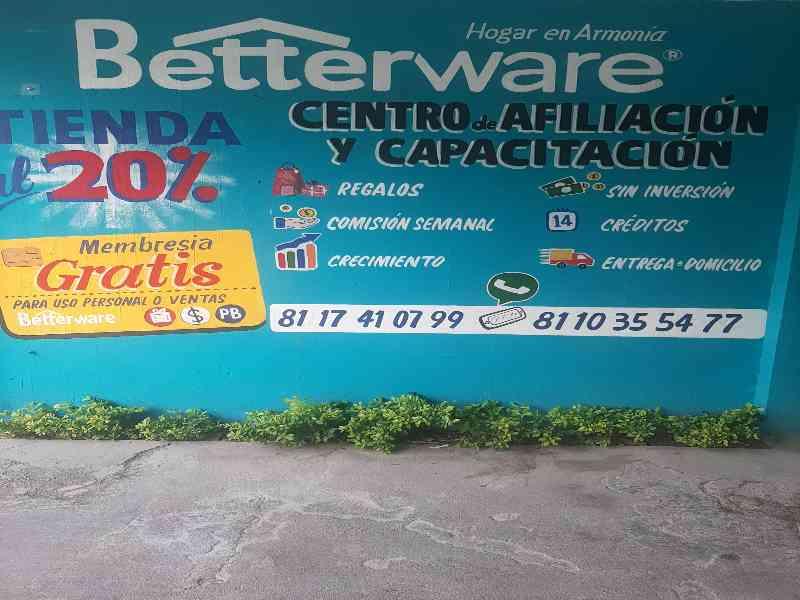 Hogar en Armonía
Betterware®
TIENDA
al 20%
CENTRO de AFILIACIÓN
Y CAPACITACIÓN
REGALOS
COMISIÓN SEMANAL
CRECIMIENTO
SIN INVERSIÓN
14 CRÉDITOS
ENTREGA A DOMICILIO
Membresia
Gratis
PARA USO PERSONAL O VENTAS
Betterware $ PB
81 17 41 07 99 81 10 35 54 77